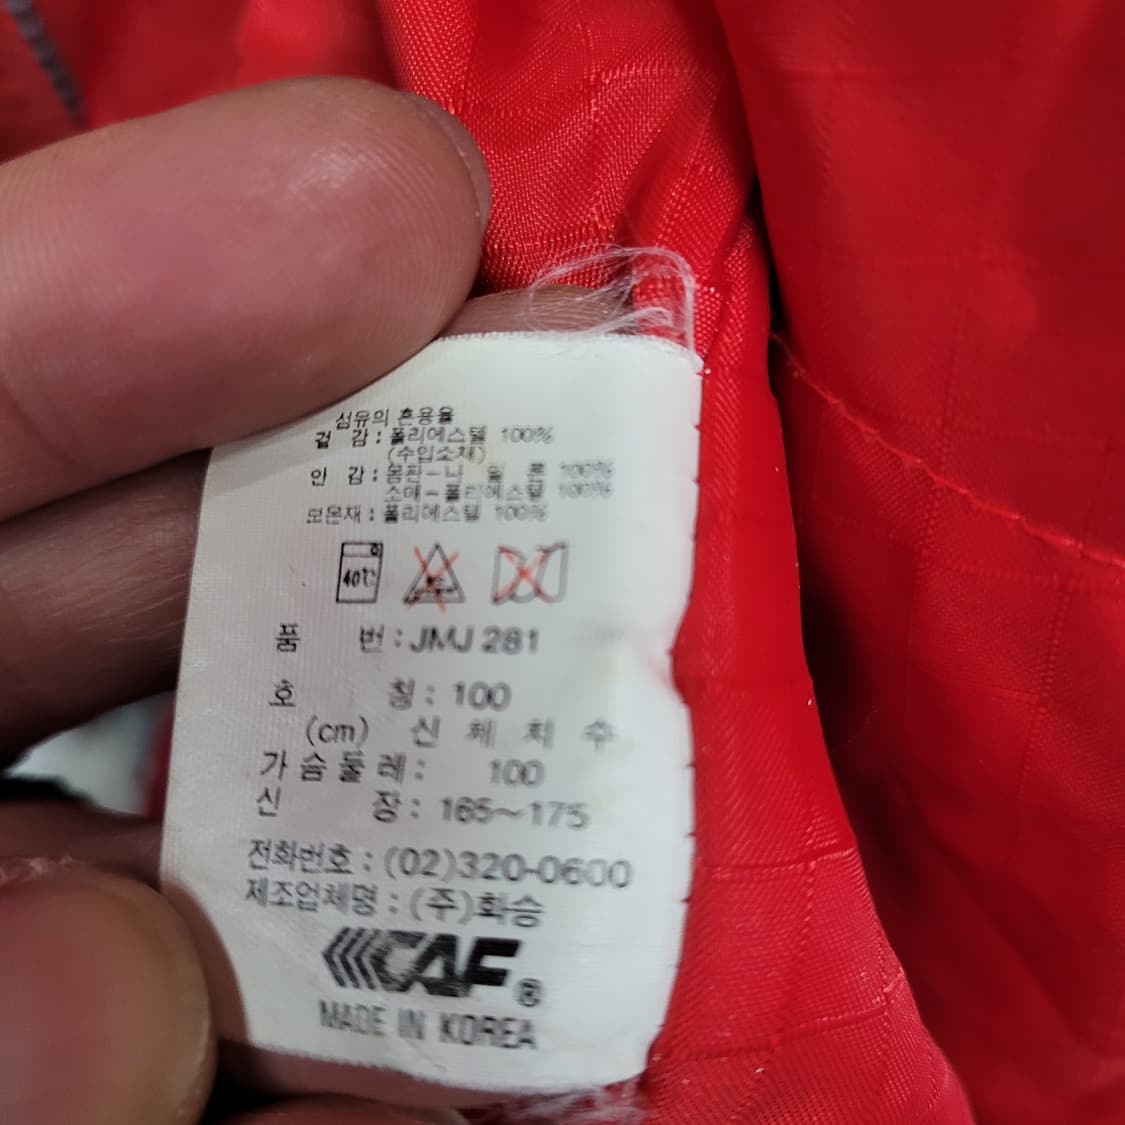 섬유의 혼용율
겉 감 : 폴리에스텔 100%
(수입소재)
안 감 : 몸판-나 일 론 100%
소매-폴리에스텔 100%
보온재 : 폴리에스텔 100%
40℃
품 번 : JMJ 281
호 칭 : 100
(cm) 신 체 치 수
가 슴 둘 레 : 100
신 장 : 165~175
전화번호 : (02)320-0600
제조업체명 : (주)화승
CAF®
MADE IN KOREA